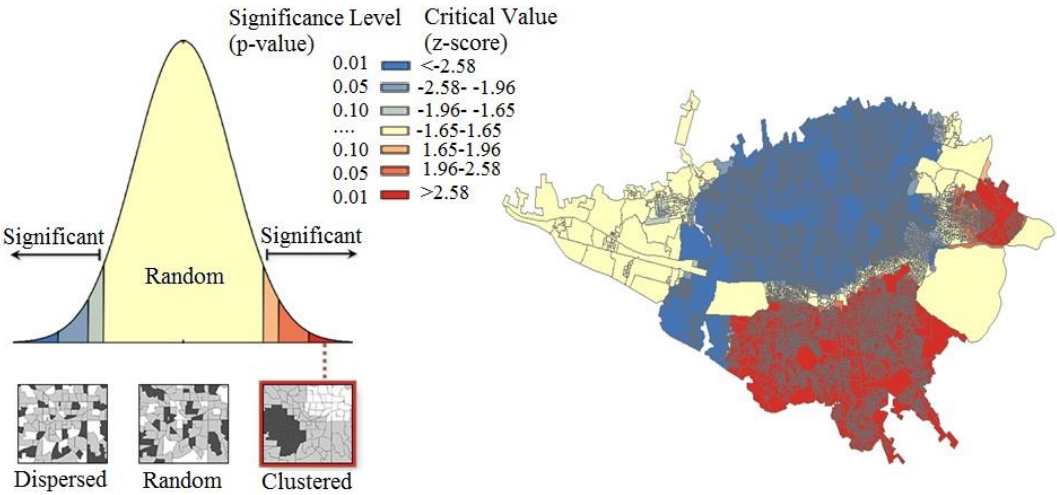 Significance Level
(p-value)
Critical Value
(z-score)
0.01 <-2.58
0.05 -2.58- -1.96
0.10 -1.96- -1.65
.... -1.65-1.65
0.10 1.65-1.96
0.05 1.96-2.58
0.01 >2.58
Significant
Significant
Random
Dispersed
Random
Clustered